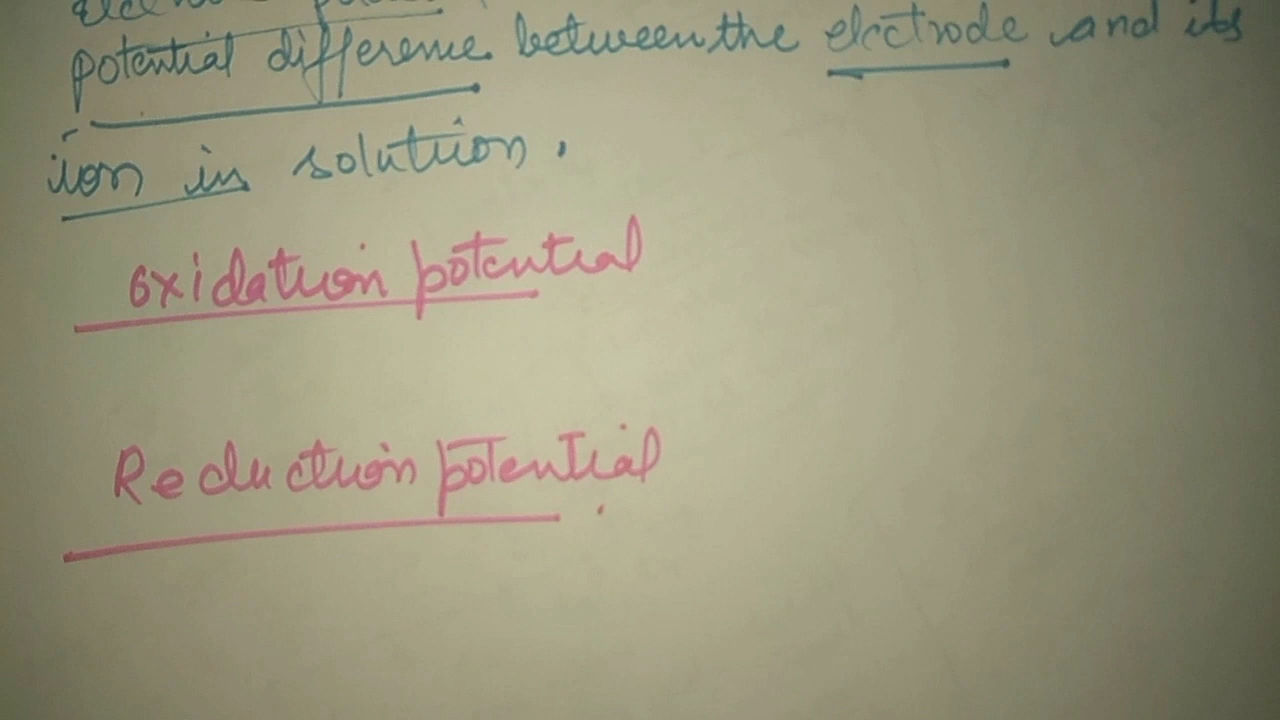 potential difference between the electrode and its
ion in solution.
oxidation potential
Reduction potential